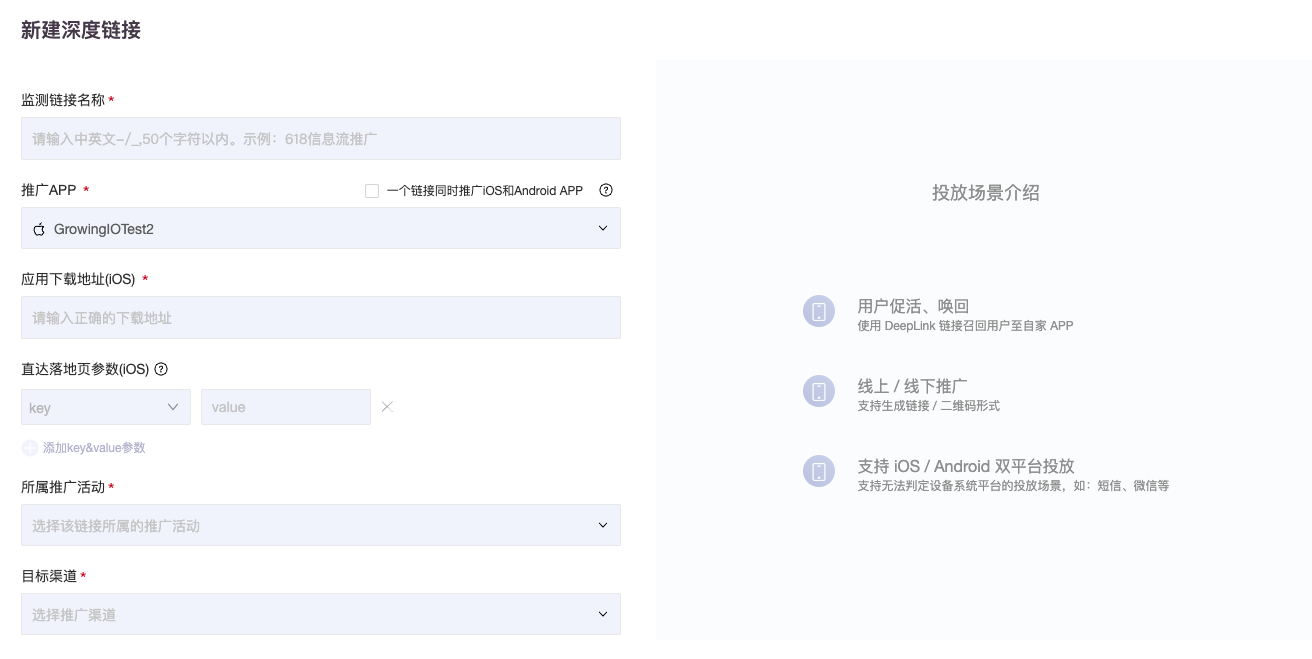 新建深度链接
监测链接名称 *
请输入中英文-/_,50个字符以内。示例：618信息流推广
推广APP *
一个链接同时推广iOS和Android APP ?
GrowingIOTest2
应用下载地址(iOS) *
请输入正确的下载地址
直达落地页参数(iOS) ?
key value
添加key&value参数
所属推广活动 *
选择该链接所属的推广活动
目标渠道 *
选择推广渠道
投放场景介绍
用户促活、唤回
使用 DeepLink 链接召回用户至自家 APP
线上 / 线下推广
支持生成链接 / 二维码形式
支持 iOS / Android 双平台投放
支持无法判定设备系统平台的投放场景，如：短信、微信等